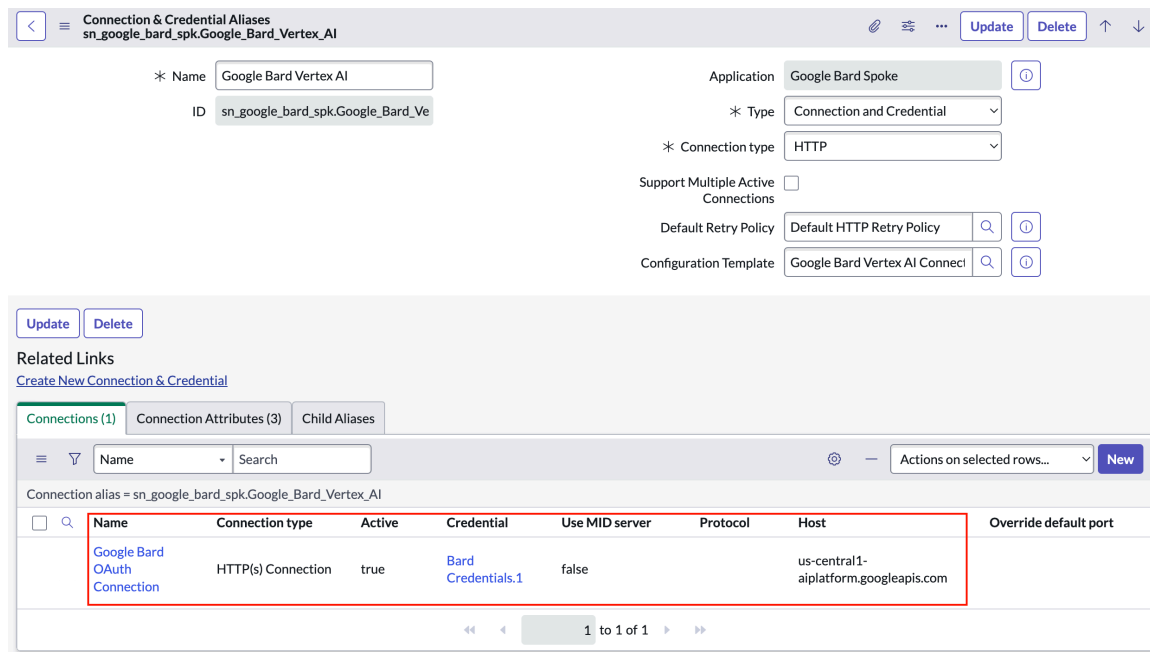 Connection & Credential Aliases
sn_google_bard_spk.Google_Bard_Vertex_AI
Update
Delete
Name
Google Bard Vertex AI
Application
Google Bard Spoke
ID
sn_google_bard_spk.Google_Bard_Ve
Type
Connection and Credential
Connection type
HTTP
Support Multiple Active
Connections
Default Retry Policy
Default HTTP Retry Policy
Configuration Template
Google Bard Vertex AI Connect
Update
Delete
Related Links
Create New Connection & Credential
Connections (1)
Connection Attributes (3)
Child Aliases
Name
Search
Actions on selected rows...
New
Connection alias = sn_google_bard_spk.Google_Bard_Vertex_AI
Name
Connection type
Active
Credential
Use MID server
Protocol
Host
Override default port
Google Bard
OAuth
Connection
HTTP(s) Connection
true
Bard
Credentials.1
false
us-central1-
aiplatform.googleapis.com
1 to 1 of 1